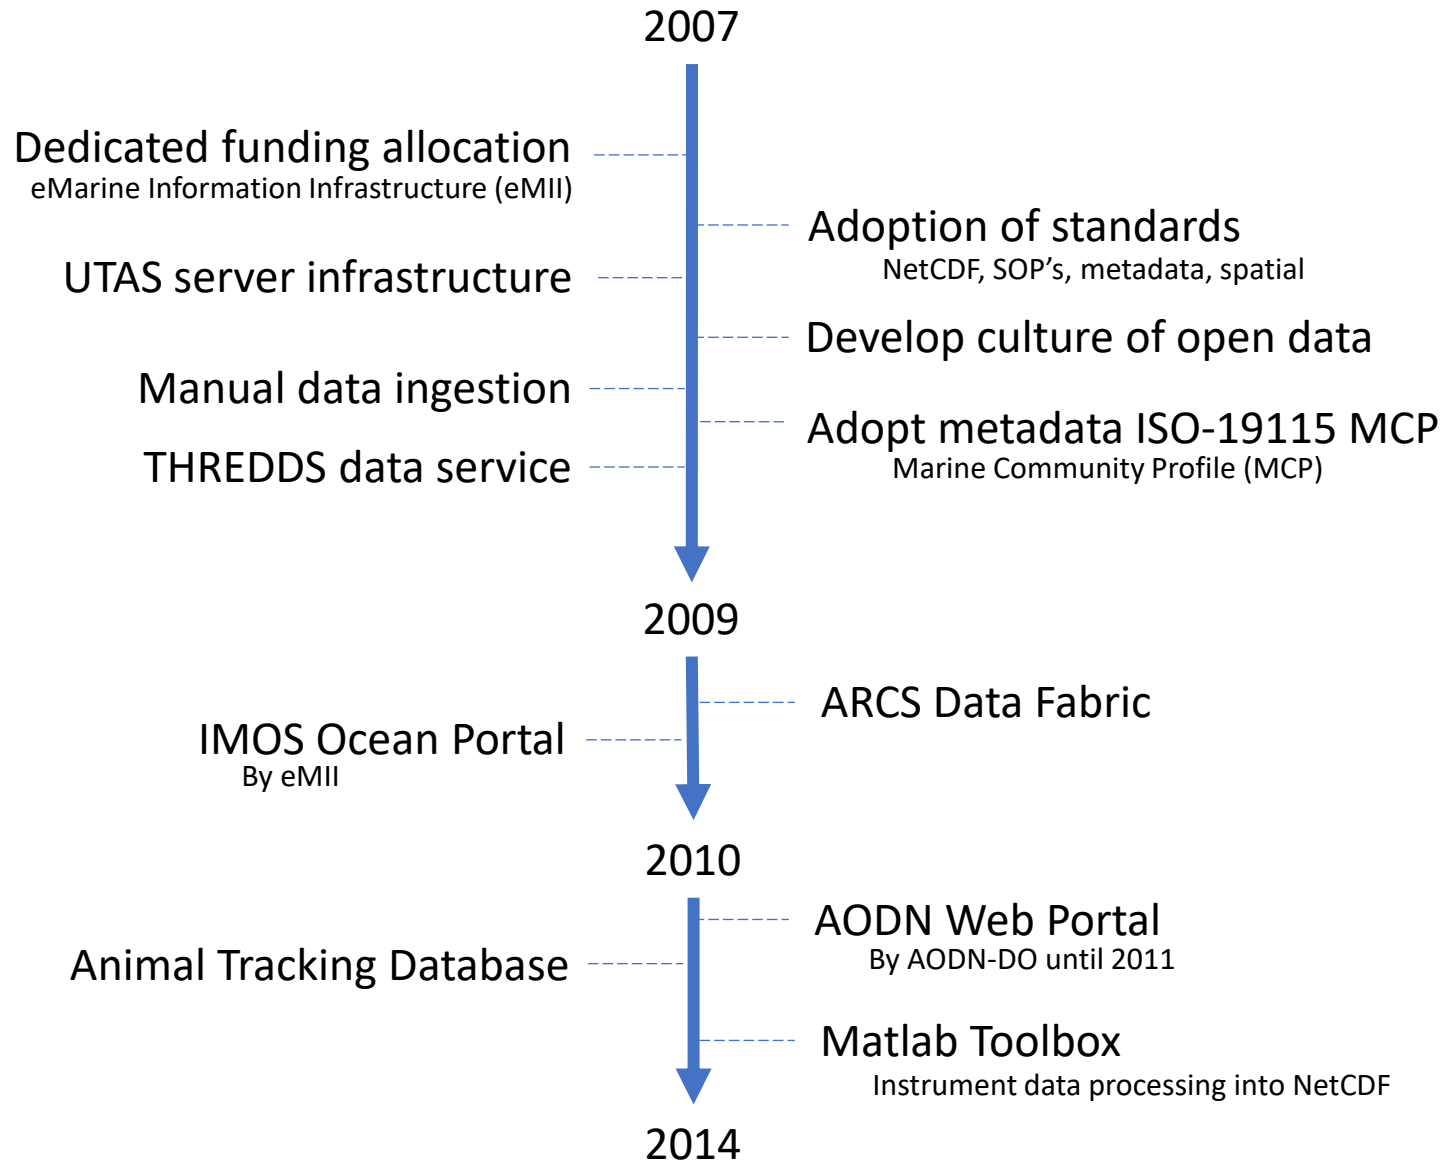 2007
Dedicated funding allocation
eMarine Information Infrastructure (eMII)
Adoption of standards
NetCDF, SOP's, metadata, spatial
UTAS server infrastructure
Develop culture of open data
Manual data ingestion
Adopt metadata ISO-19115 MCP
Marine Community Profile (MCP)
THREDDS data service
2009
ARCS Data Fabric
IMOS Ocean Portal
By eMII
2010
AODN Web Portal
By AODN-DO until 2011
Animal Tracking Database
Matlab Toolbox
Instrument data processing into NetCDF
2014